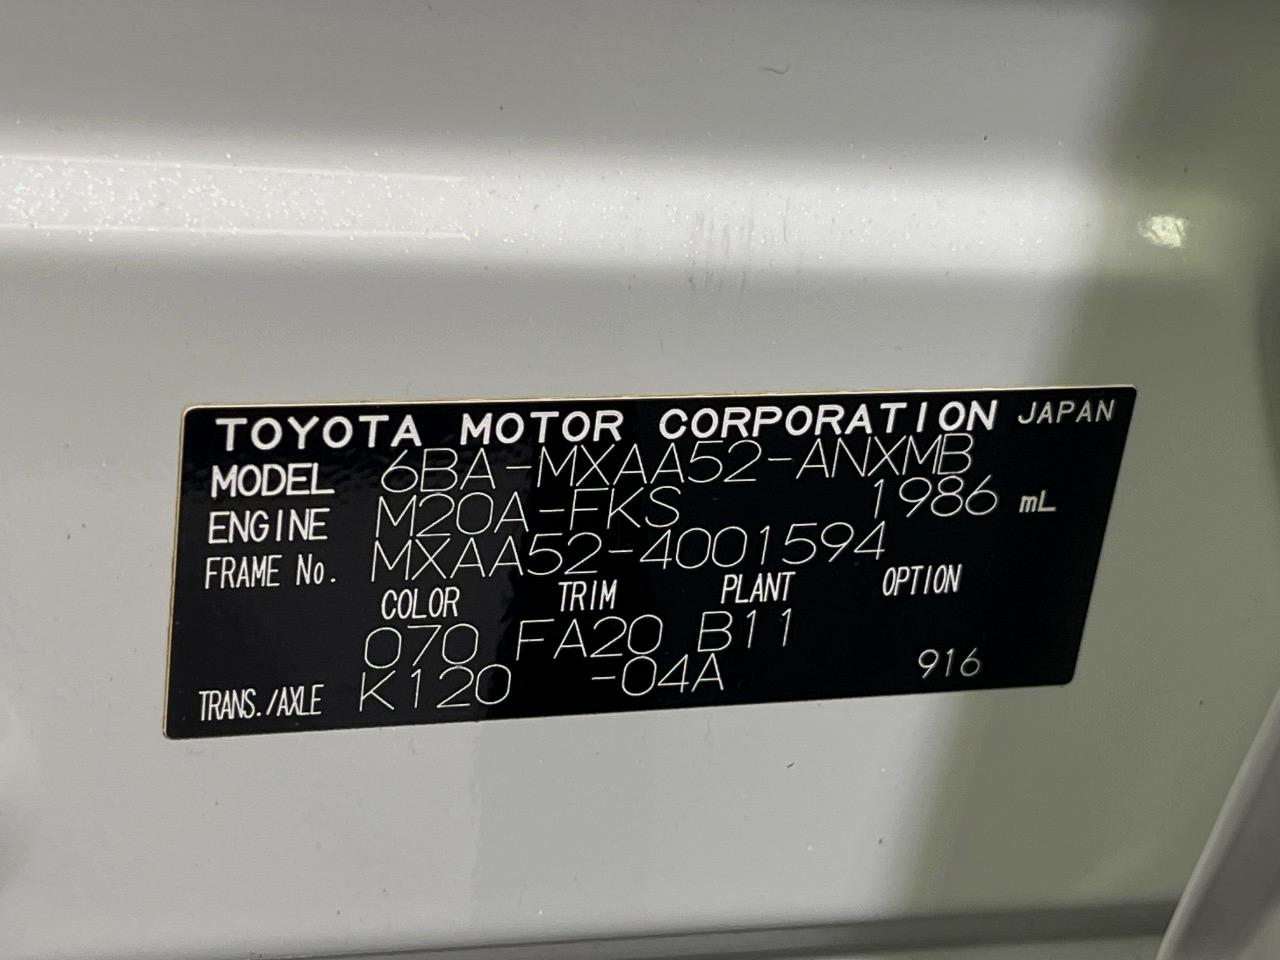 TOYOTA MOTOR CORPORATION JAPAN
MODEL 6BA-MXAA52-ANXMB
ENGINE M20A-FKS 1986 mL
FRAME No. MXAA52-4001594
COLOR TRIM PLANT OPTION
070 FA20 B11
TRANS./AXLE K120 -04A 916